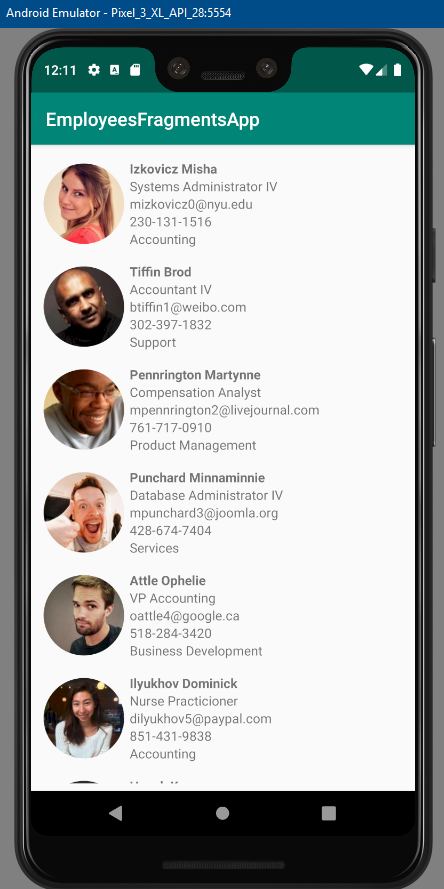 Android Emulator - Pixel_3_XL_API_28:5554
12:11
EmployeesFragmentsApp
Izkovicz Misha
Systems Administrator IV
mizkovicz0@nyu.edu
230-131-1516
Accounting
Tiffin Brod
Accountant IV
btiffin1@weibo.com
302-397-1832
Support
Pennrington Martynne
Compensation Analyst
mpennrington2@livejournal.com
761-717-0910
Product Management
Punchard Minnaminnie
Database Administrator IV
mpunchard3@joomla.org
428-674-7404
Services
Attle Ophelie
VP Accounting
oattle4@google.ca
518-284-3420
Business Development
Ilyukhov Dominick
Nurse Practicioner
dilyukhov5@paypal.com
851-431-9838
Accounting